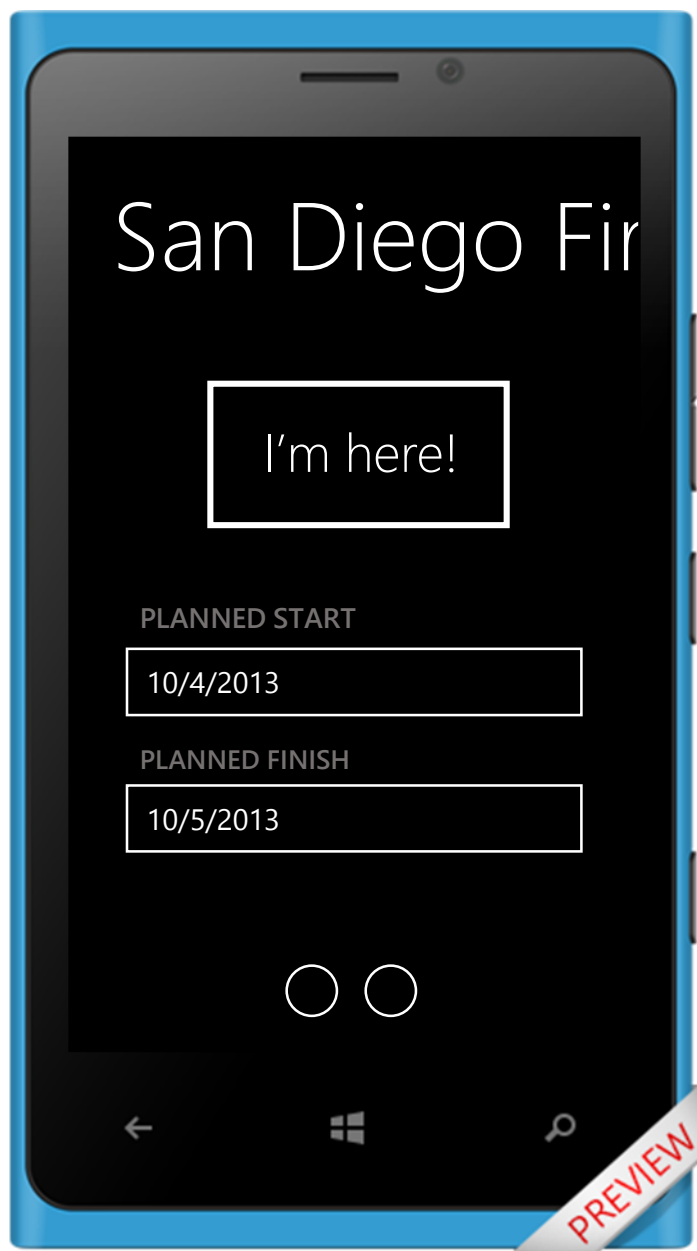 San Diego Fir
I'm here!
PLANNED START
10/4/2013
PLANNED FINISH
10/5/2013
PREVIEW